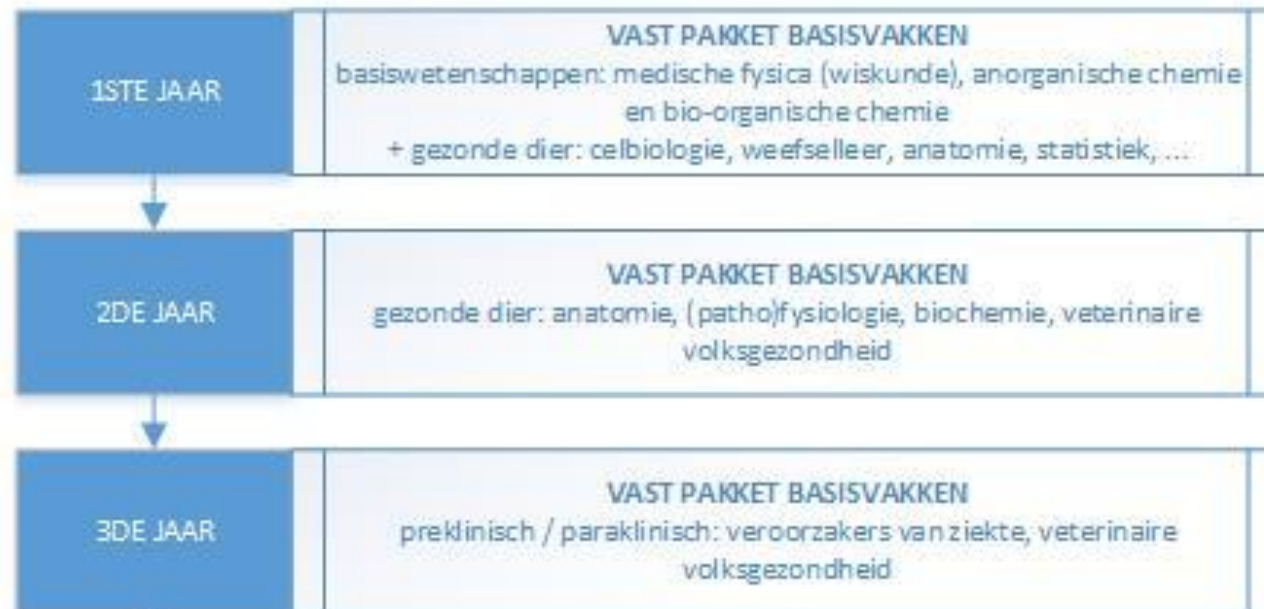 1STE JAAR
VAST PAKKET BASISVAKKEN
basiswetenschappen: medische fysica (wiskunde), anorganische chemie
en bio-organische chemie
+ gezonde dier: celbiologie, weefselleer, anatomie, statistiek, ...
2DE JAAR
VAST PAKKET BASISVAKKEN
gezonde dier: anatomie, (patho)fysiologie, biochemie, veterinaire
volksgezondheid
3DE JAAR
VAST PAKKET BASISVAKKEN
preklinisch / paraklinisch: veroorzakers van ziekte, veterinaire
volksgezondheid